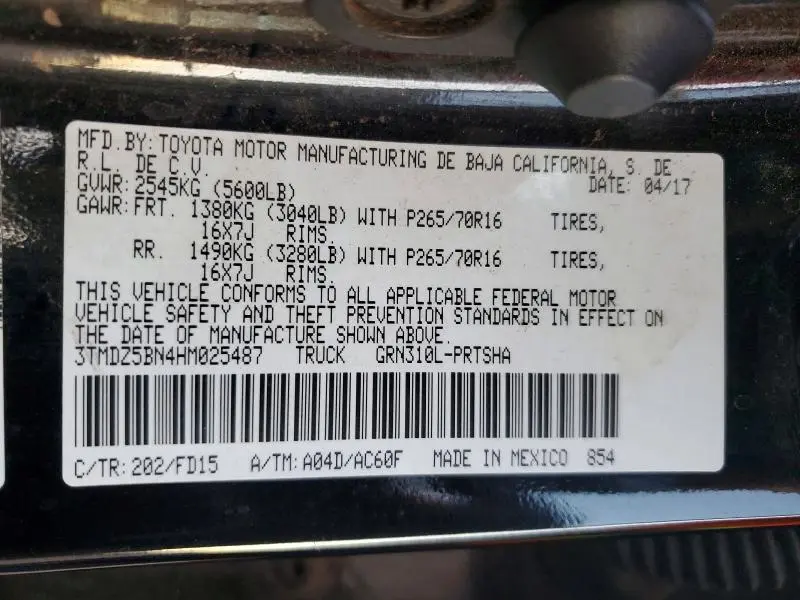 MFD.BY: TOYOTA MOTOR MANUFACTURING DE BAJA CALIFORNIA, S. DE
R.L. DE C.V.
DATE: 04/17
GVWR: 2545KG (5600LB)
GAWR: FRT. 1380KG (3040LB) WITH P265/70R16 TIRES,
16X7J RIMS.
RR. 1490KG (3280LB) WITH P265/70R16 TIRES,
16X7J RIMS.
THIS VEHICLE CONFORMS TO ALL APPLICABLE FEDERAL MOTOR
VEHICLE SAFETY AND THEFT PREVENTION STANDARDS IN EFFECT ON
THE DATE OF MANUFACTURE SHOWN ABOVE.
3TMDZ5BN4HM025487 TRUCK GRN310L-PRTSHA
C/TR: 202/FD15 A/TM: A04D/AC60F MADE IN MEXICO 854